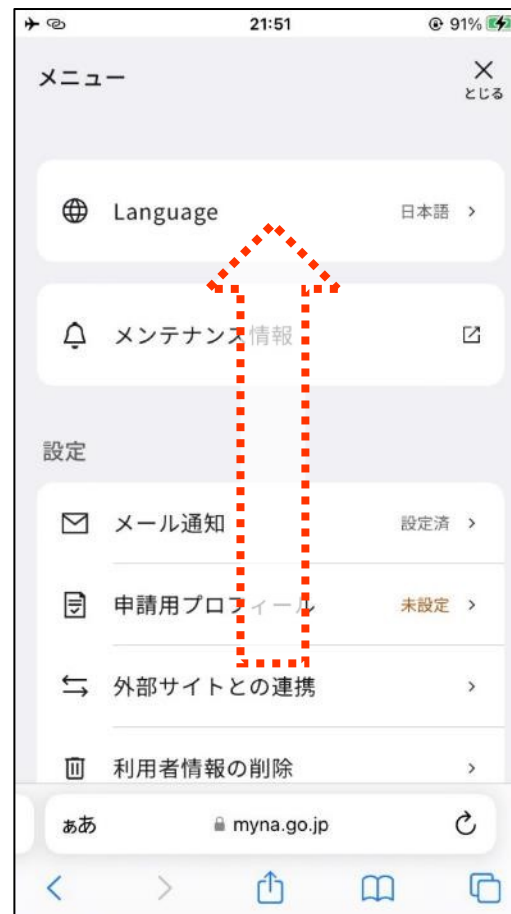 21:51
91%
メニュー
とじる
Language 日本語
メンテナンス情報
設定
メール通知 設定済
申請用プロフィール 未設定
外部サイトとの連携
利用者情報の削除
ぁあ myna.go.jp